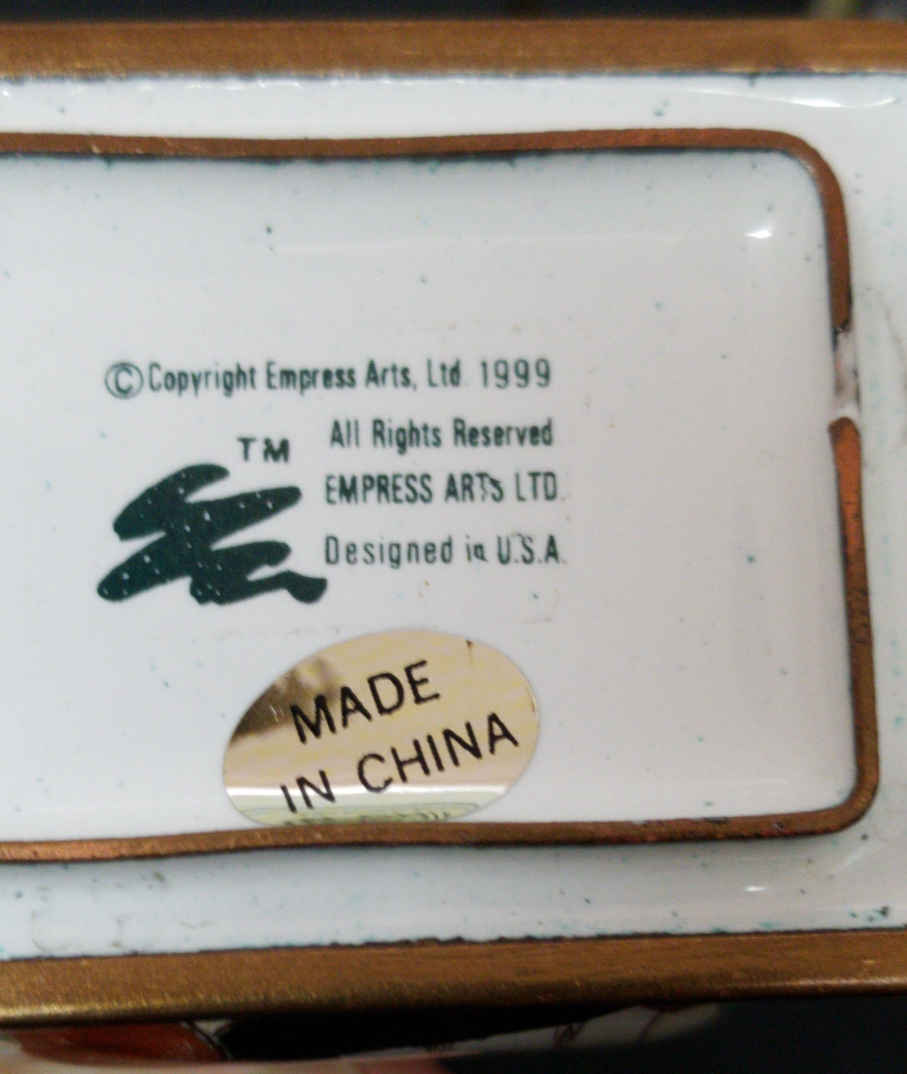 ©Copyright Empress Arts, Ltd. 1999
All Rights Reserved
TM
EMPRESS ARTS LTD.
Designed in U.S.A.
MADE
IN CHINA